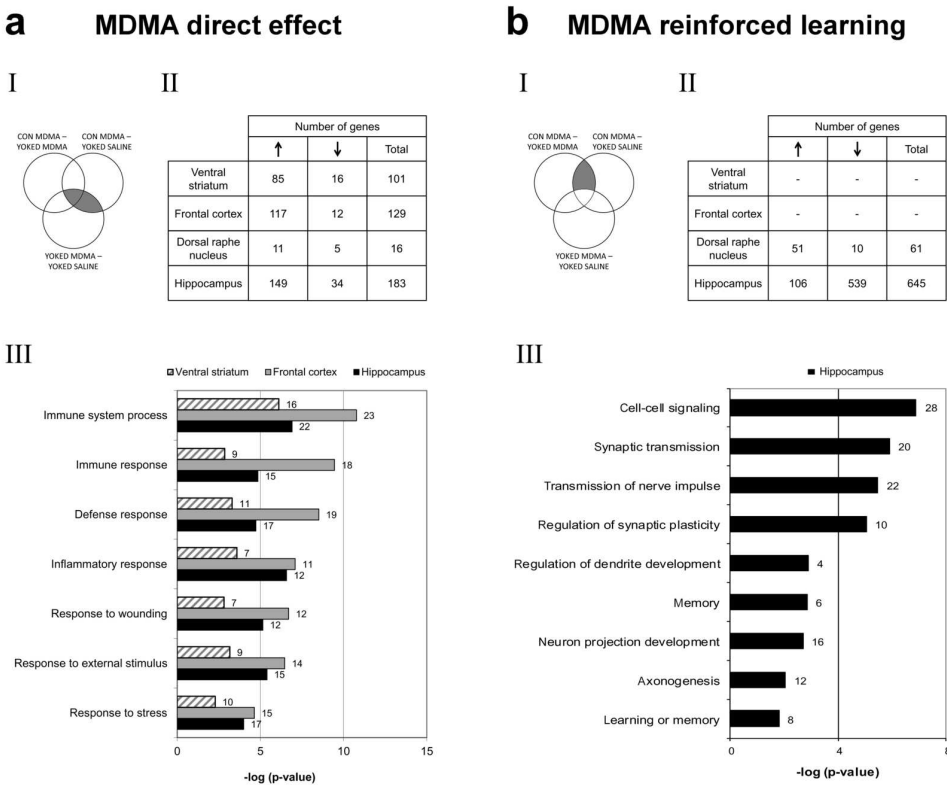 a MDMA direct effect
I
II
CON MDMA –
YOKED MDMA
CON MDMA –
YOKED SALINE
YOKED MDMA –
YOKED SALINE
Number of genes
↑ ↓ Total
Ventral
striatum 85 16 101
Frontal cortex 117 12 129
Dorsal raphe
nucleus 11 5 16
Hippocampus 149 34 183
III
Ventral striatum Frontal cortex Hippocampus
Immune system process 16 23 22
Immune response 9 18 15
Defense response 11 19 17
Inflammatory response 7 11 12
Response to wounding 7 12 12
Response to external stimulus 9 14 15
Response to stress 10 15 17
0 5 10 15
-log (p-value)
b MDMA reinforced learning
I
II
CON MDMA –
YOKED MDMA
CON MDMA –
YOKED SALINE
YOKED MDMA –
YOKED SALINE
Number of genes
↑ ↓ Total
Ventral
striatum - - -
Frontal cortex - - -
Dorsal raphe
nucleus 51 10 61
Hippocampus 106 539 645
III
Hippocampus
Cell-cell signaling 28
Synaptic transmission 20
Transmission of nerve impulse 22
Regulation of synaptic plasticity 10
Regulation of dendrite development 4
Memory 6
Neuron projection development 16
Axonogenesis 12
Learning or memory 8
0 4 8
-log (p-value)